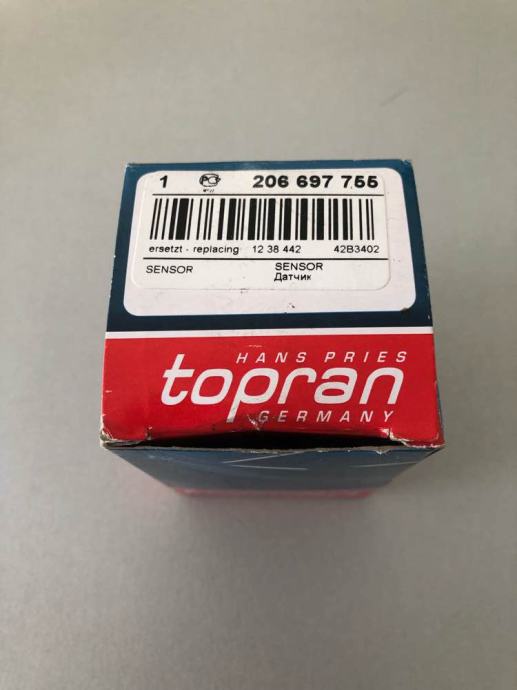 1 206 697 755
ersetzt - replacing 12 38 442 42B3402
SENSOR SENSOR
Датчик
HANS PRIES
topran
GERMANY